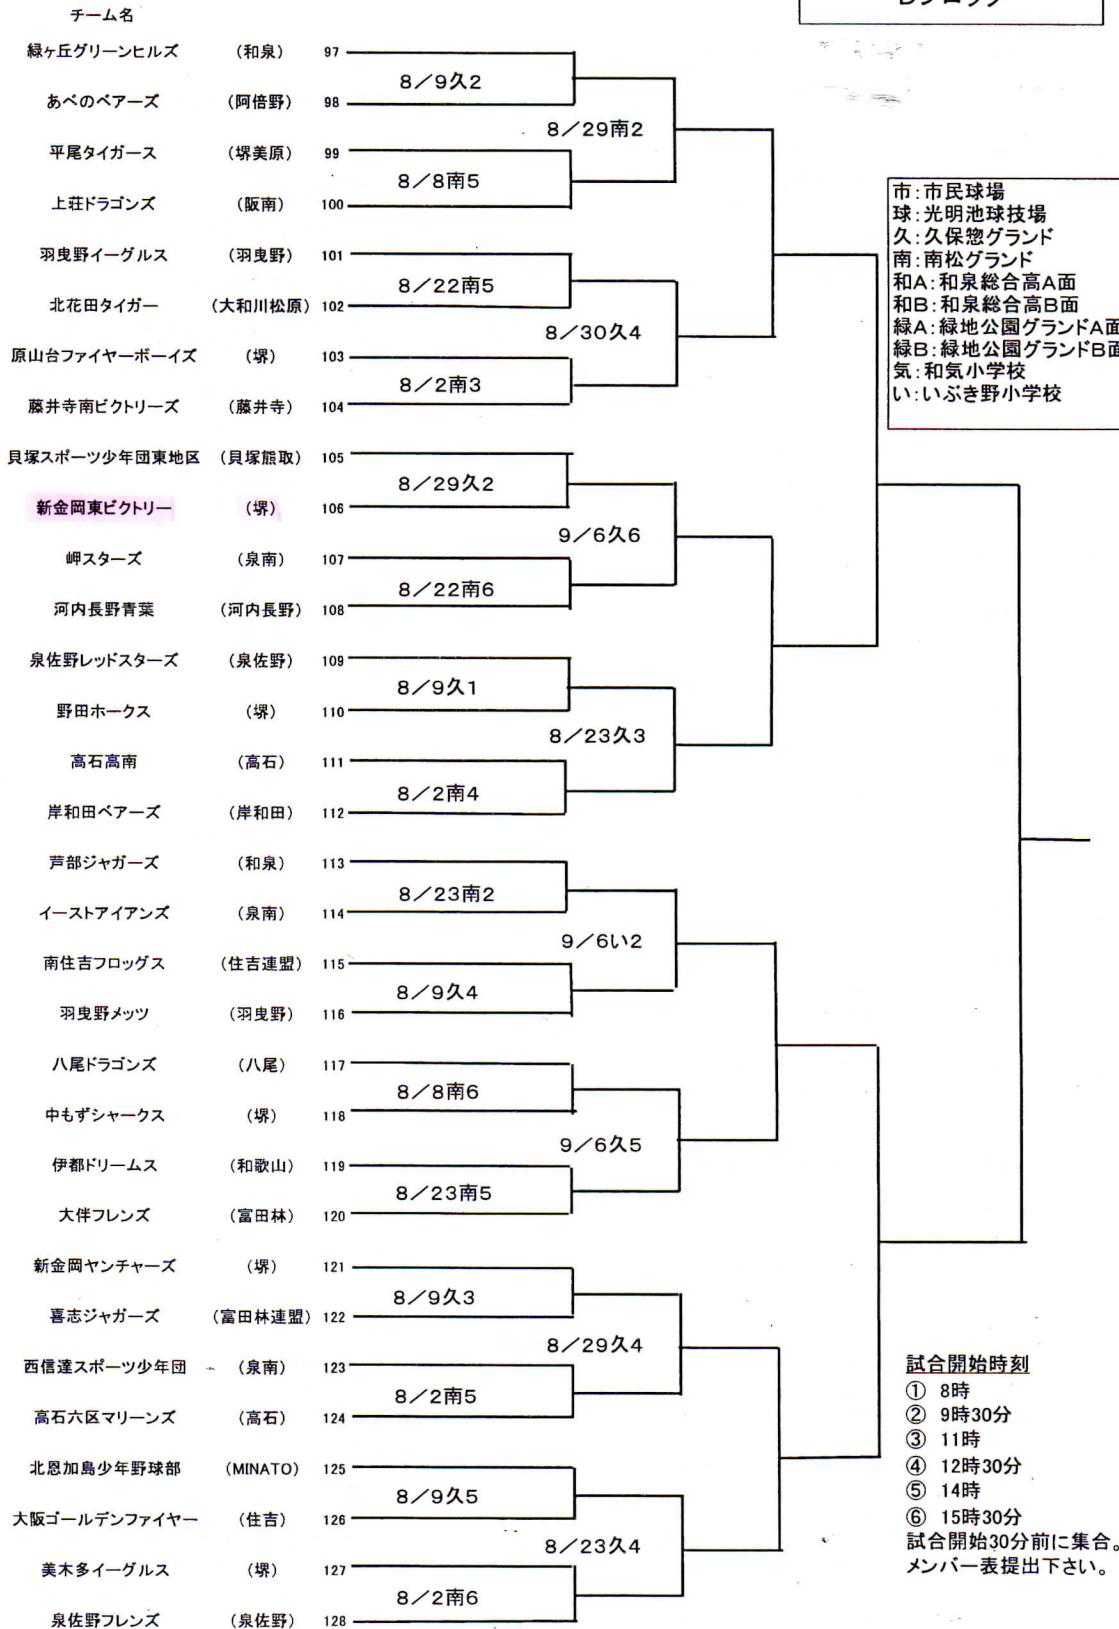 チーム名
緑ヶ丘グリーンヒルズ (和泉) 97
8／9久2
あべのベアーズ (阿倍野) 98
8／29南2
平尾タイガース (堺美原) 99
8／8南5
上荘ドラゴンズ (阪南) 100
羽曳野イーグルス (羽曳野) 101
8／22南5
北花田タイガー (大和川松原) 102
8／30久4
原山台ファイヤーボーイズ (堺) 103
8／2南3
藤井寺南ビクトリーズ (藤井寺) 104
貝塚スポーツ少年団東地区 (貝塚熊取) 105
8／29久2
新金岡東ビクトリー (堺) 106
9／6久6
岬スターズ (泉南) 107
8／22南6
河内長野青葉 (河内長野) 108
泉佐野レッドスターズ (泉佐野) 109
8／9久1
野田ホークス (堺) 110
8／23久3
高石高南 (高石) 111
8／2南4
岸和田ベアーズ (岸和田) 112
芦部ジャガーズ (和泉) 113
8／23南2
イーストアイアンズ (泉南) 114
9／6い2
南住吉フロッグス (住吉連盟) 115
8／9久4
羽曳野メッツ (羽曳野) 116
八尾ドラゴンズ (八尾) 117
8／8南6
中もずシャークス (堺) 118
9／6久5
伊都ドリームス (和歌山) 119
8／23南5
大伴フレンズ (富田林) 120
新金岡ヤンチャーズ (堺) 121
8／9久3
喜志ジャガーズ (富田林連盟) 122
8／29久4
西信達スポーツ少年団 (泉南) 123
8／2南5
高石六区マリーンズ (高石) 124
北恩加島少年野球部 (MINATO) 125
8／9久5
大阪ゴールデンファイヤー (住吉) 126
8／23久4
美木多イーグルス (堺) 127
8／2南6
泉佐野フレンズ (泉佐野) 128
市：市民球場
球：光明池球技場
久：久保惣グランド
南：南松グランド
和A：和泉総合高A面
和B：和泉総合高B面
緑A：緑地公園グランドA面
緑B：緑地公園グランドB面
気：和気小学校
い：いぶき野小学校
試合開始時刻
① 8時
② 9時30分
③ 11時
④ 12時30分
⑤ 14時
⑥ 15時30分
試合開始30分前に集合。
メンバー表提出下さい。